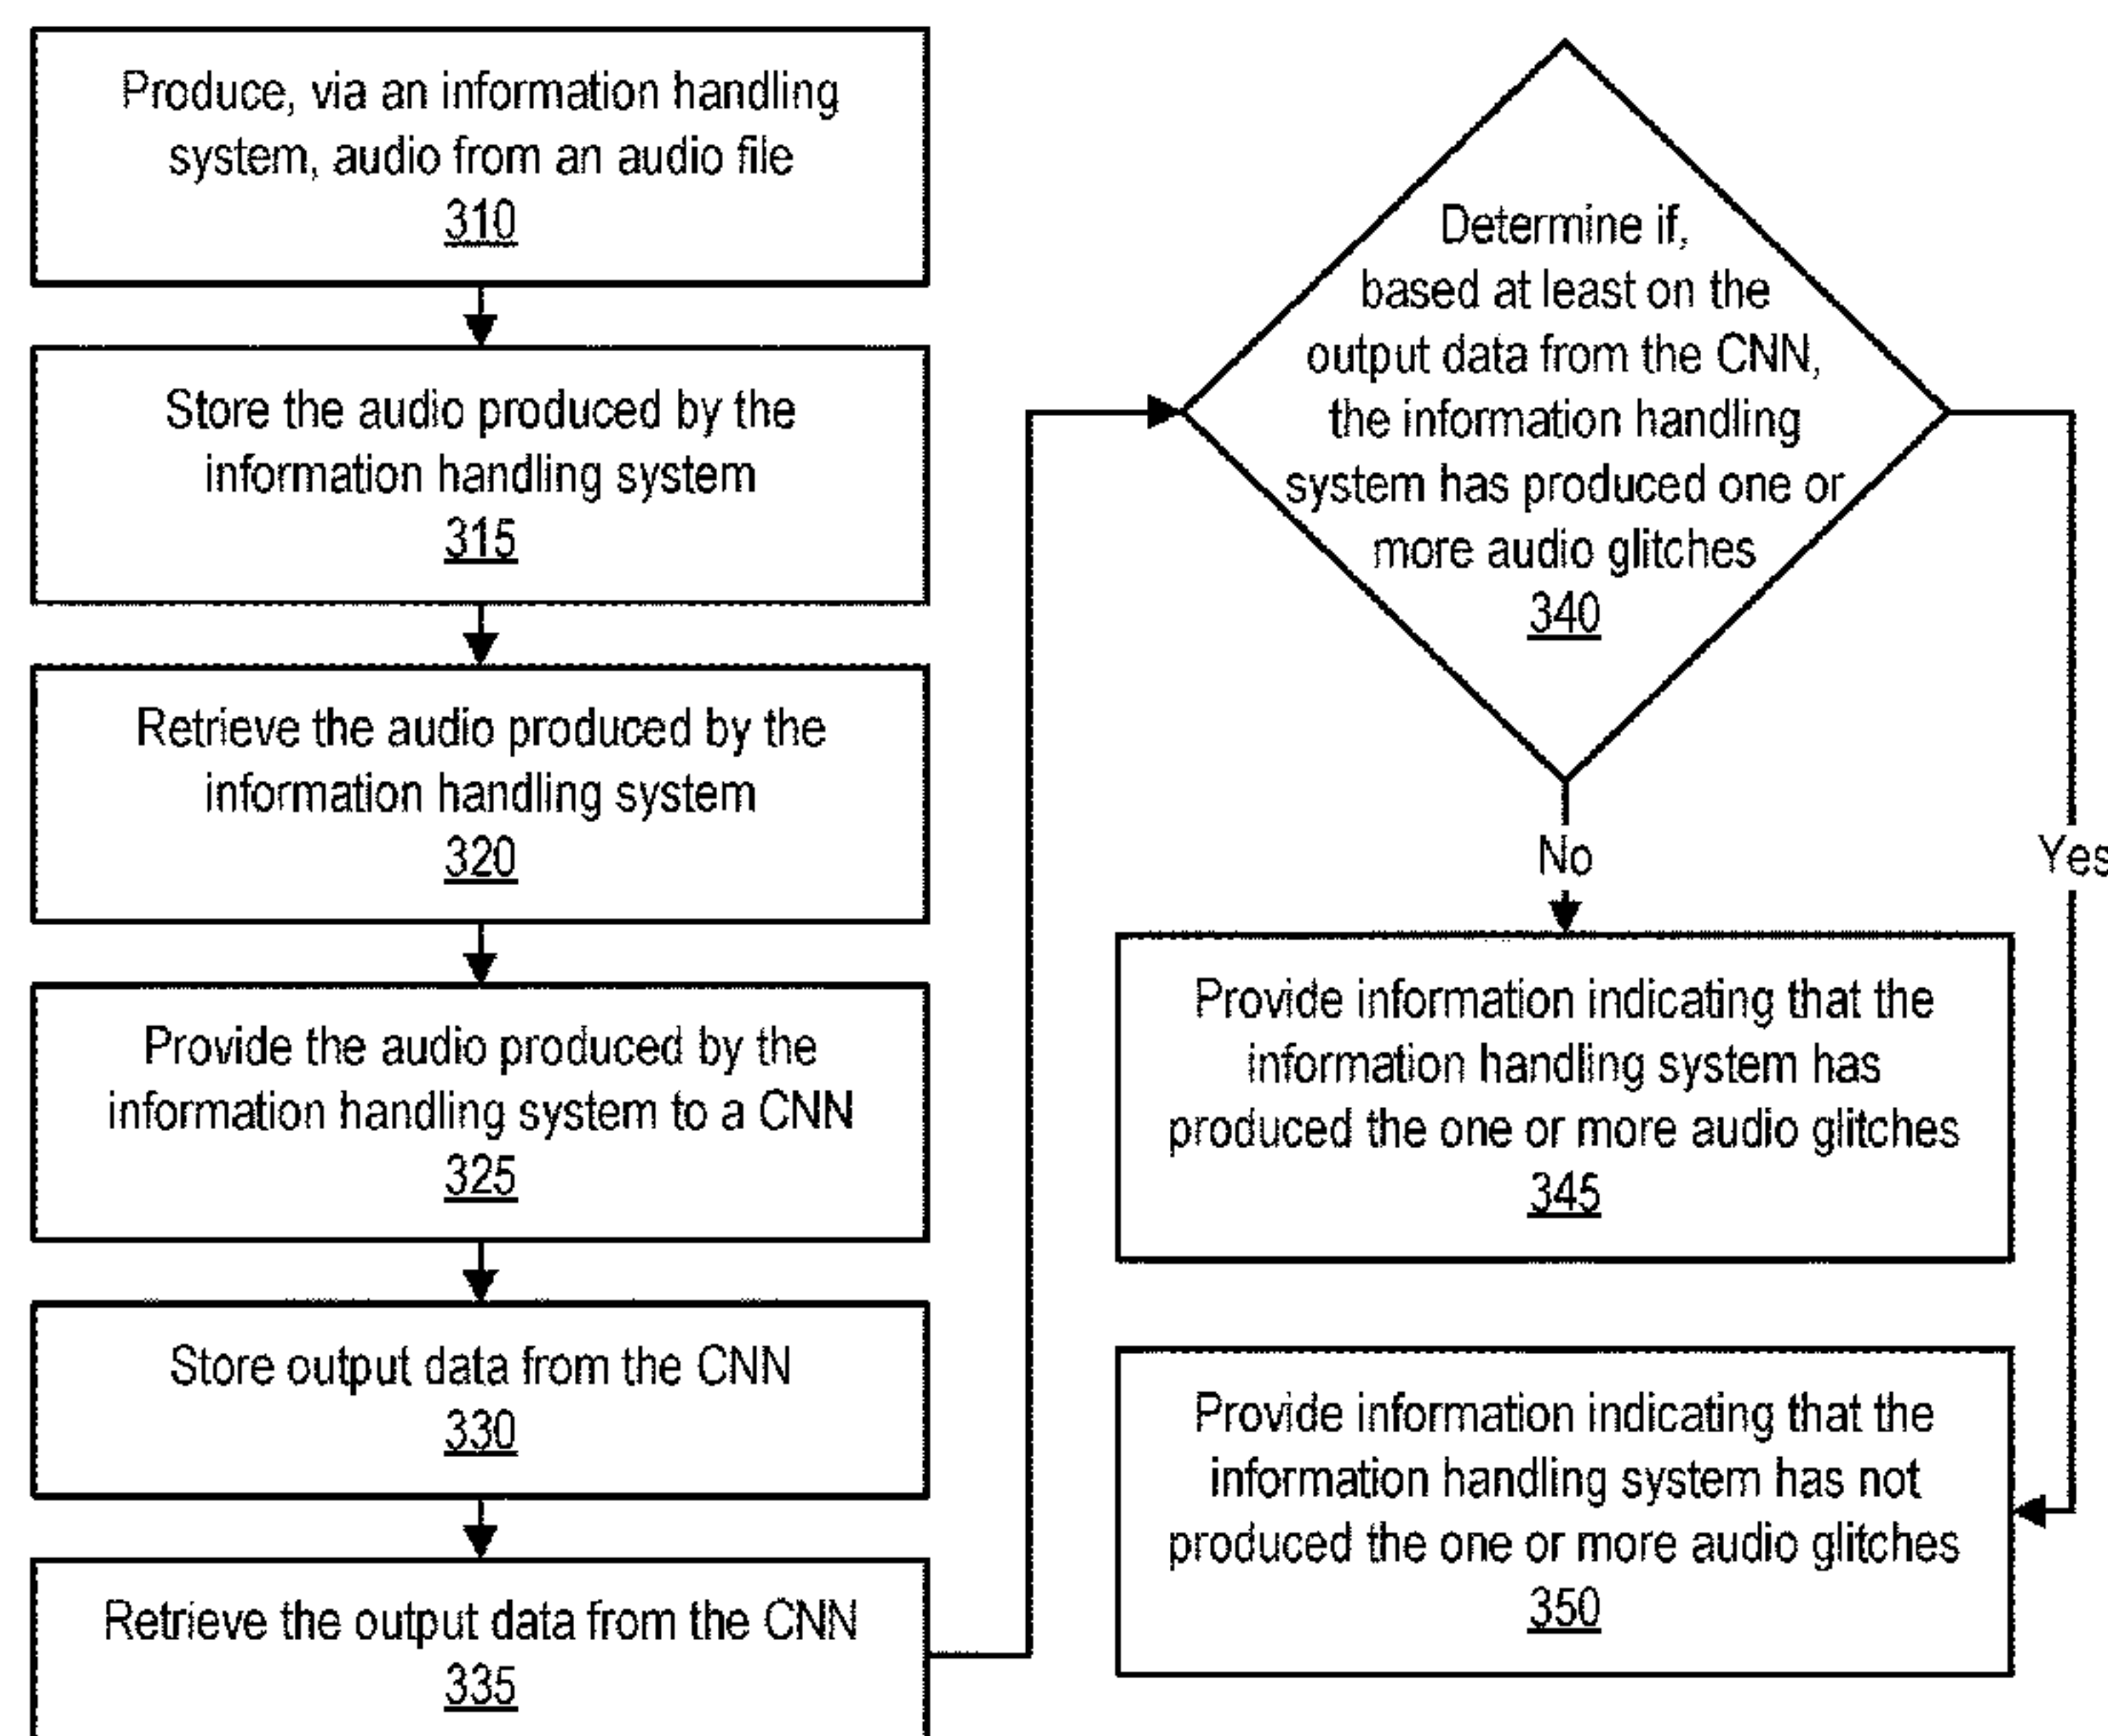 Produce, via an information handling
system, audio from an audio file
310
Store the audio produced by the
information handling system
315
Retrieve the audio produced by the
information handling system
320
Provide the audio produced by the
information handling system to a CNN
325
Store output data from the CNN
330
Retrieve the output data from the CNN
335
Determine if,
based at least on the
output data from the CNN,
the information handling
system has produced one or
more audio glitches
340
No
Yes
Provide information indicating that the
information handling system has
produced the one or more audio glitches
345
Provide information indicating that the
information handling system has not
produced the one or more audio glitches
350